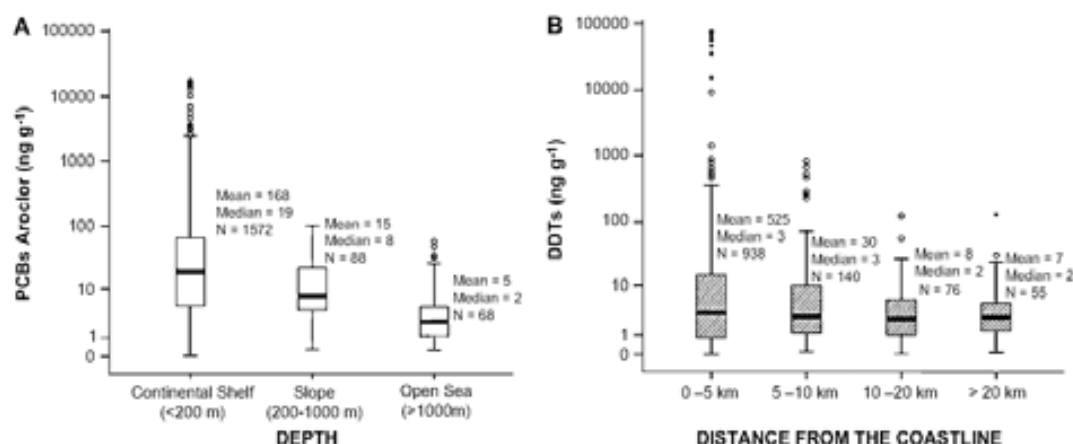 A
PCBs Aroclor (ng g-1)
100000
10000
1000
100
10
1
0
Mean = 168
Median = 19
N = 1572
Mean = 15
Median = 8
N = 88
Mean = 5
Median = 2
N = 68
Continental Shelf
(<200 m)
Slope
(200-1000 m)
Open Sea
(>1000m)
DEPTH
B
DDTs (ng g-1)
100000
10000
1000
100
10
1
0
Mean = 525
Median = 3
N = 938
Mean = 30
Median = 3
N = 140
Mean = 8
Median = 2
N = 76
Mean = 7
Median = 2
N = 55
0 –5 km
5 –10 km
10 –20 km
> 20 km
DISTANCE FROM THE COASTLINE